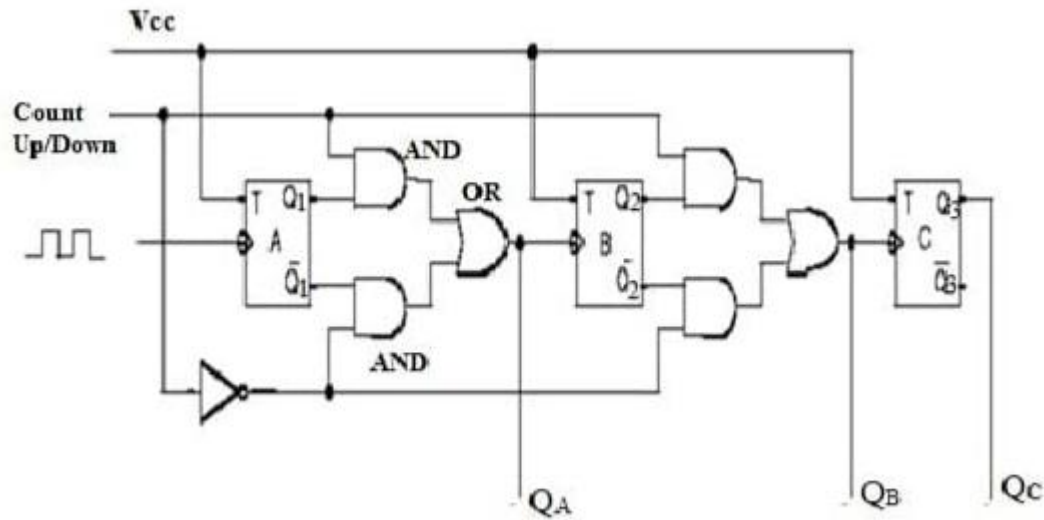 Vcc
Count
Up/Down
AND
OR
T Q1
A
Q̄1
AND
T Q2
B
Q̄2
T Q3
C
Q̄3
QA
QB
QC